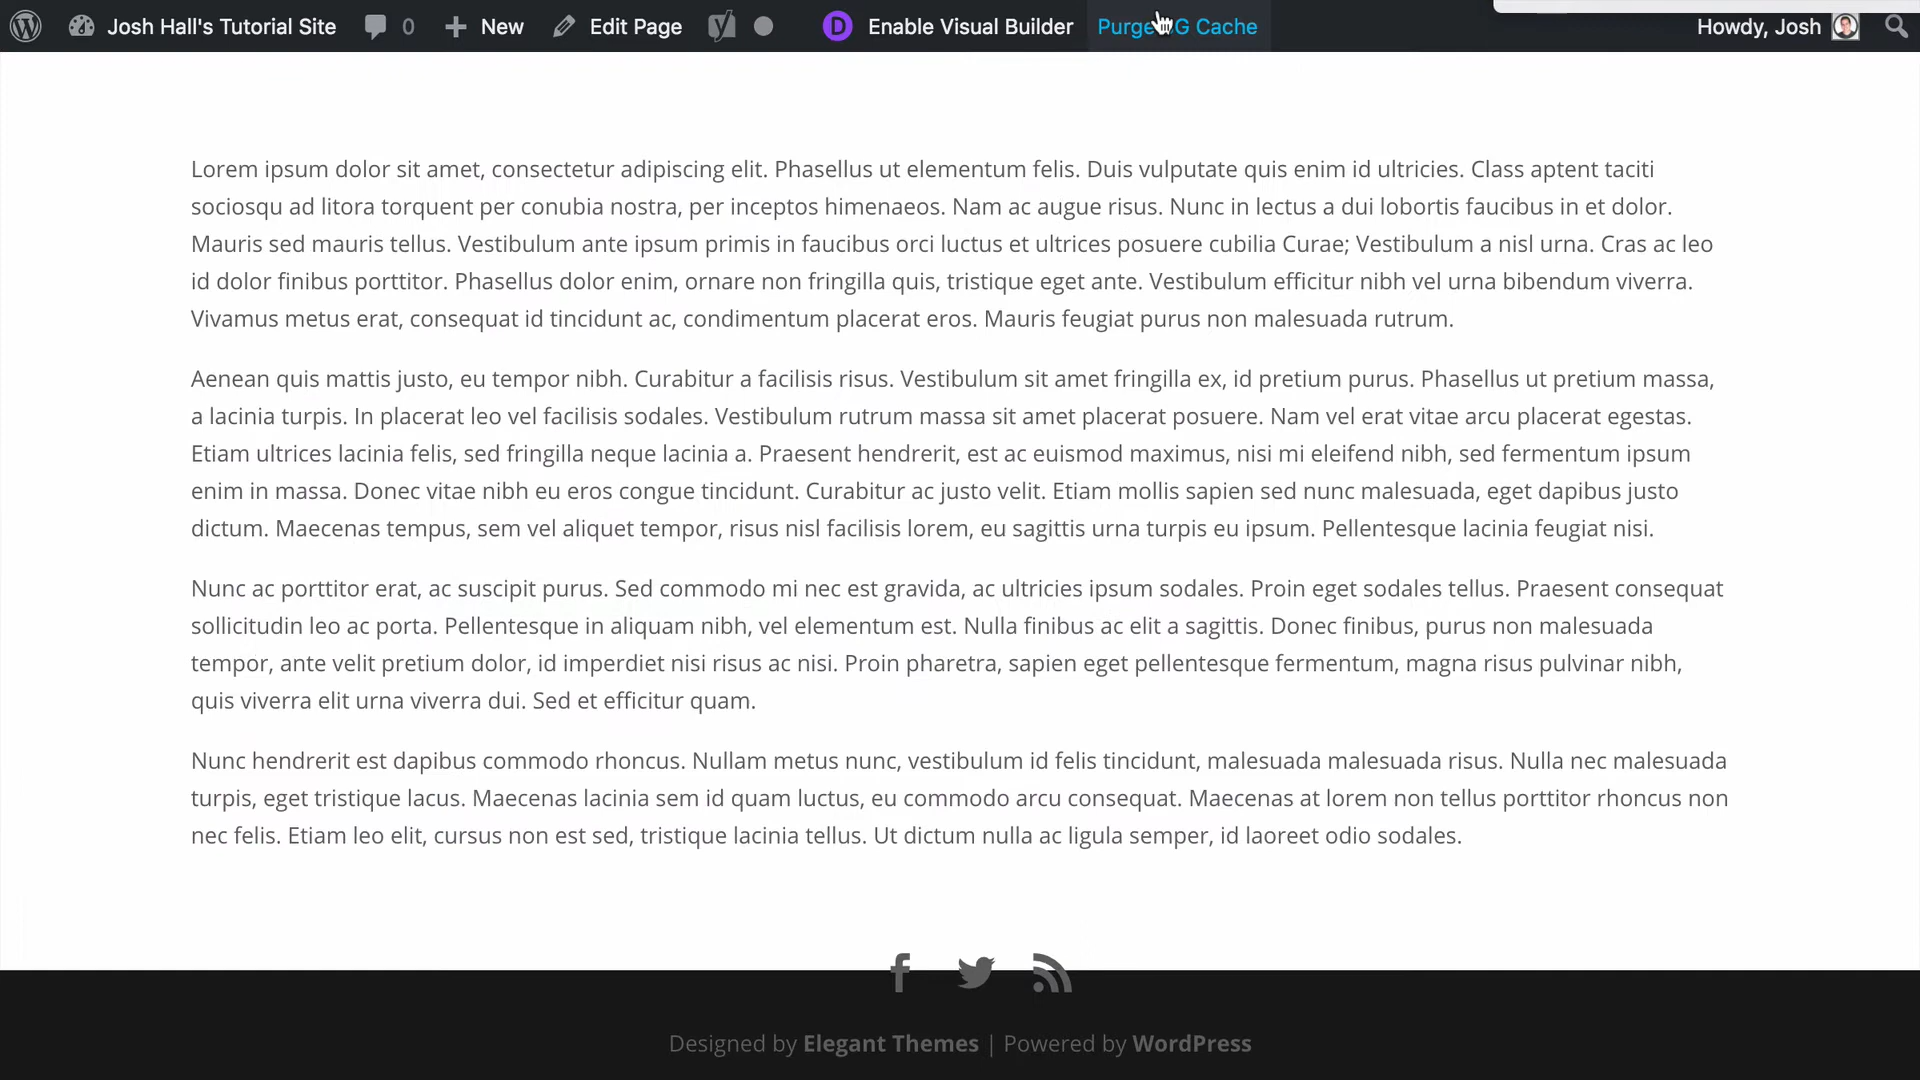 Josh Hall's Tutorial Site 0 New Edit Page Enable Visual Builder Purge SG Cache Howdy, Josh
Lorem ipsum dolor sit amet, consectetur adipiscing elit. Phasellus ut elementum felis. Duis vulputate quis enim id ultricies. Class aptent taciti
sociosqu ad litora torquent per conubia nostra, per inceptos himenaeos. Nam ac augue risus. Nunc in lectus a dui lobortis faucibus in et dolor.
Mauris sed mauris tellus. Vestibulum ante ipsum primis in faucibus orci luctus et ultrices posuere cubilia Curae; Vestibulum a nisl urna. Cras ac leo
id dolor finibus porttitor. Phasellus dolor enim, ornare non fringilla quis, tristique eget ante. Vestibulum efficitur nibh vel urna bibendum viverra.
Vivamus metus erat, consequat id tincidunt ac, condimentum placerat eros. Mauris feugiat purus non malesuada rutrum.
Aenean quis mattis justo, eu tempor nibh. Curabitur a facilisis risus. Vestibulum sit amet fringilla ex, id pretium purus. Phasellus ut pretium massa,
a lacinia turpis. In placerat leo vel facilisis sodales. Vestibulum rutrum massa sit amet placerat posuere. Nam vel erat vitae arcu placerat egestas.
Etiam ultrices lacinia felis, sed fringilla neque lacinia a. Praesent hendrerit, est ac euismod maximus, nisi mi eleifend nibh, sed fermentum ipsum
enim in massa. Donec vitae nibh eu eros congue tincidunt. Curabitur ac justo velit. Etiam mollis sapien sed nunc malesuada, eget dapibus justo
dictum. Maecenas tempus, sem vel aliquet tempor, risus nisl facilisis lorem, eu sagittis urna turpis eu ipsum. Pellentesque lacinia feugiat nisi.
Nunc ac porttitor erat, ac suscipit purus. Sed commodo mi nec est gravida, ac ultricies ipsum sodales. Proin eget sodales tellus. Praesent consequat
sollicitudin leo ac porta. Pellentesque in aliquam nibh, vel elementum est. Nulla finibus ac elit a sagittis. Donec finibus, purus non malesuada
tempor, ante velit pretium dolor, id imperdiet nisi risus ac nisi. Proin pharetra, sapien eget pellentesque fermentum, magna risus pulvinar nibh,
quis viverra elit urna viverra dui. Sed et efficitur quam.
Nunc hendrerit est dapibus commodo rhoncus. Nullam metus nunc, vestibulum id felis tincidunt, malesuada malesuada risus. Nulla nec malesuada
turpis, eget tristique lacus. Maecenas lacinia sem id quam luctus, eu commodo arcu consequat. Maecenas at lorem non tellus porttitor rhoncus non
nec felis. Etiam leo elit, cursus non est sed, tristique lacinia tellus. Ut dictum nulla ac ligula semper, id laoreet odio sodales.
Designed by Elegant Themes | Powered by WordPress